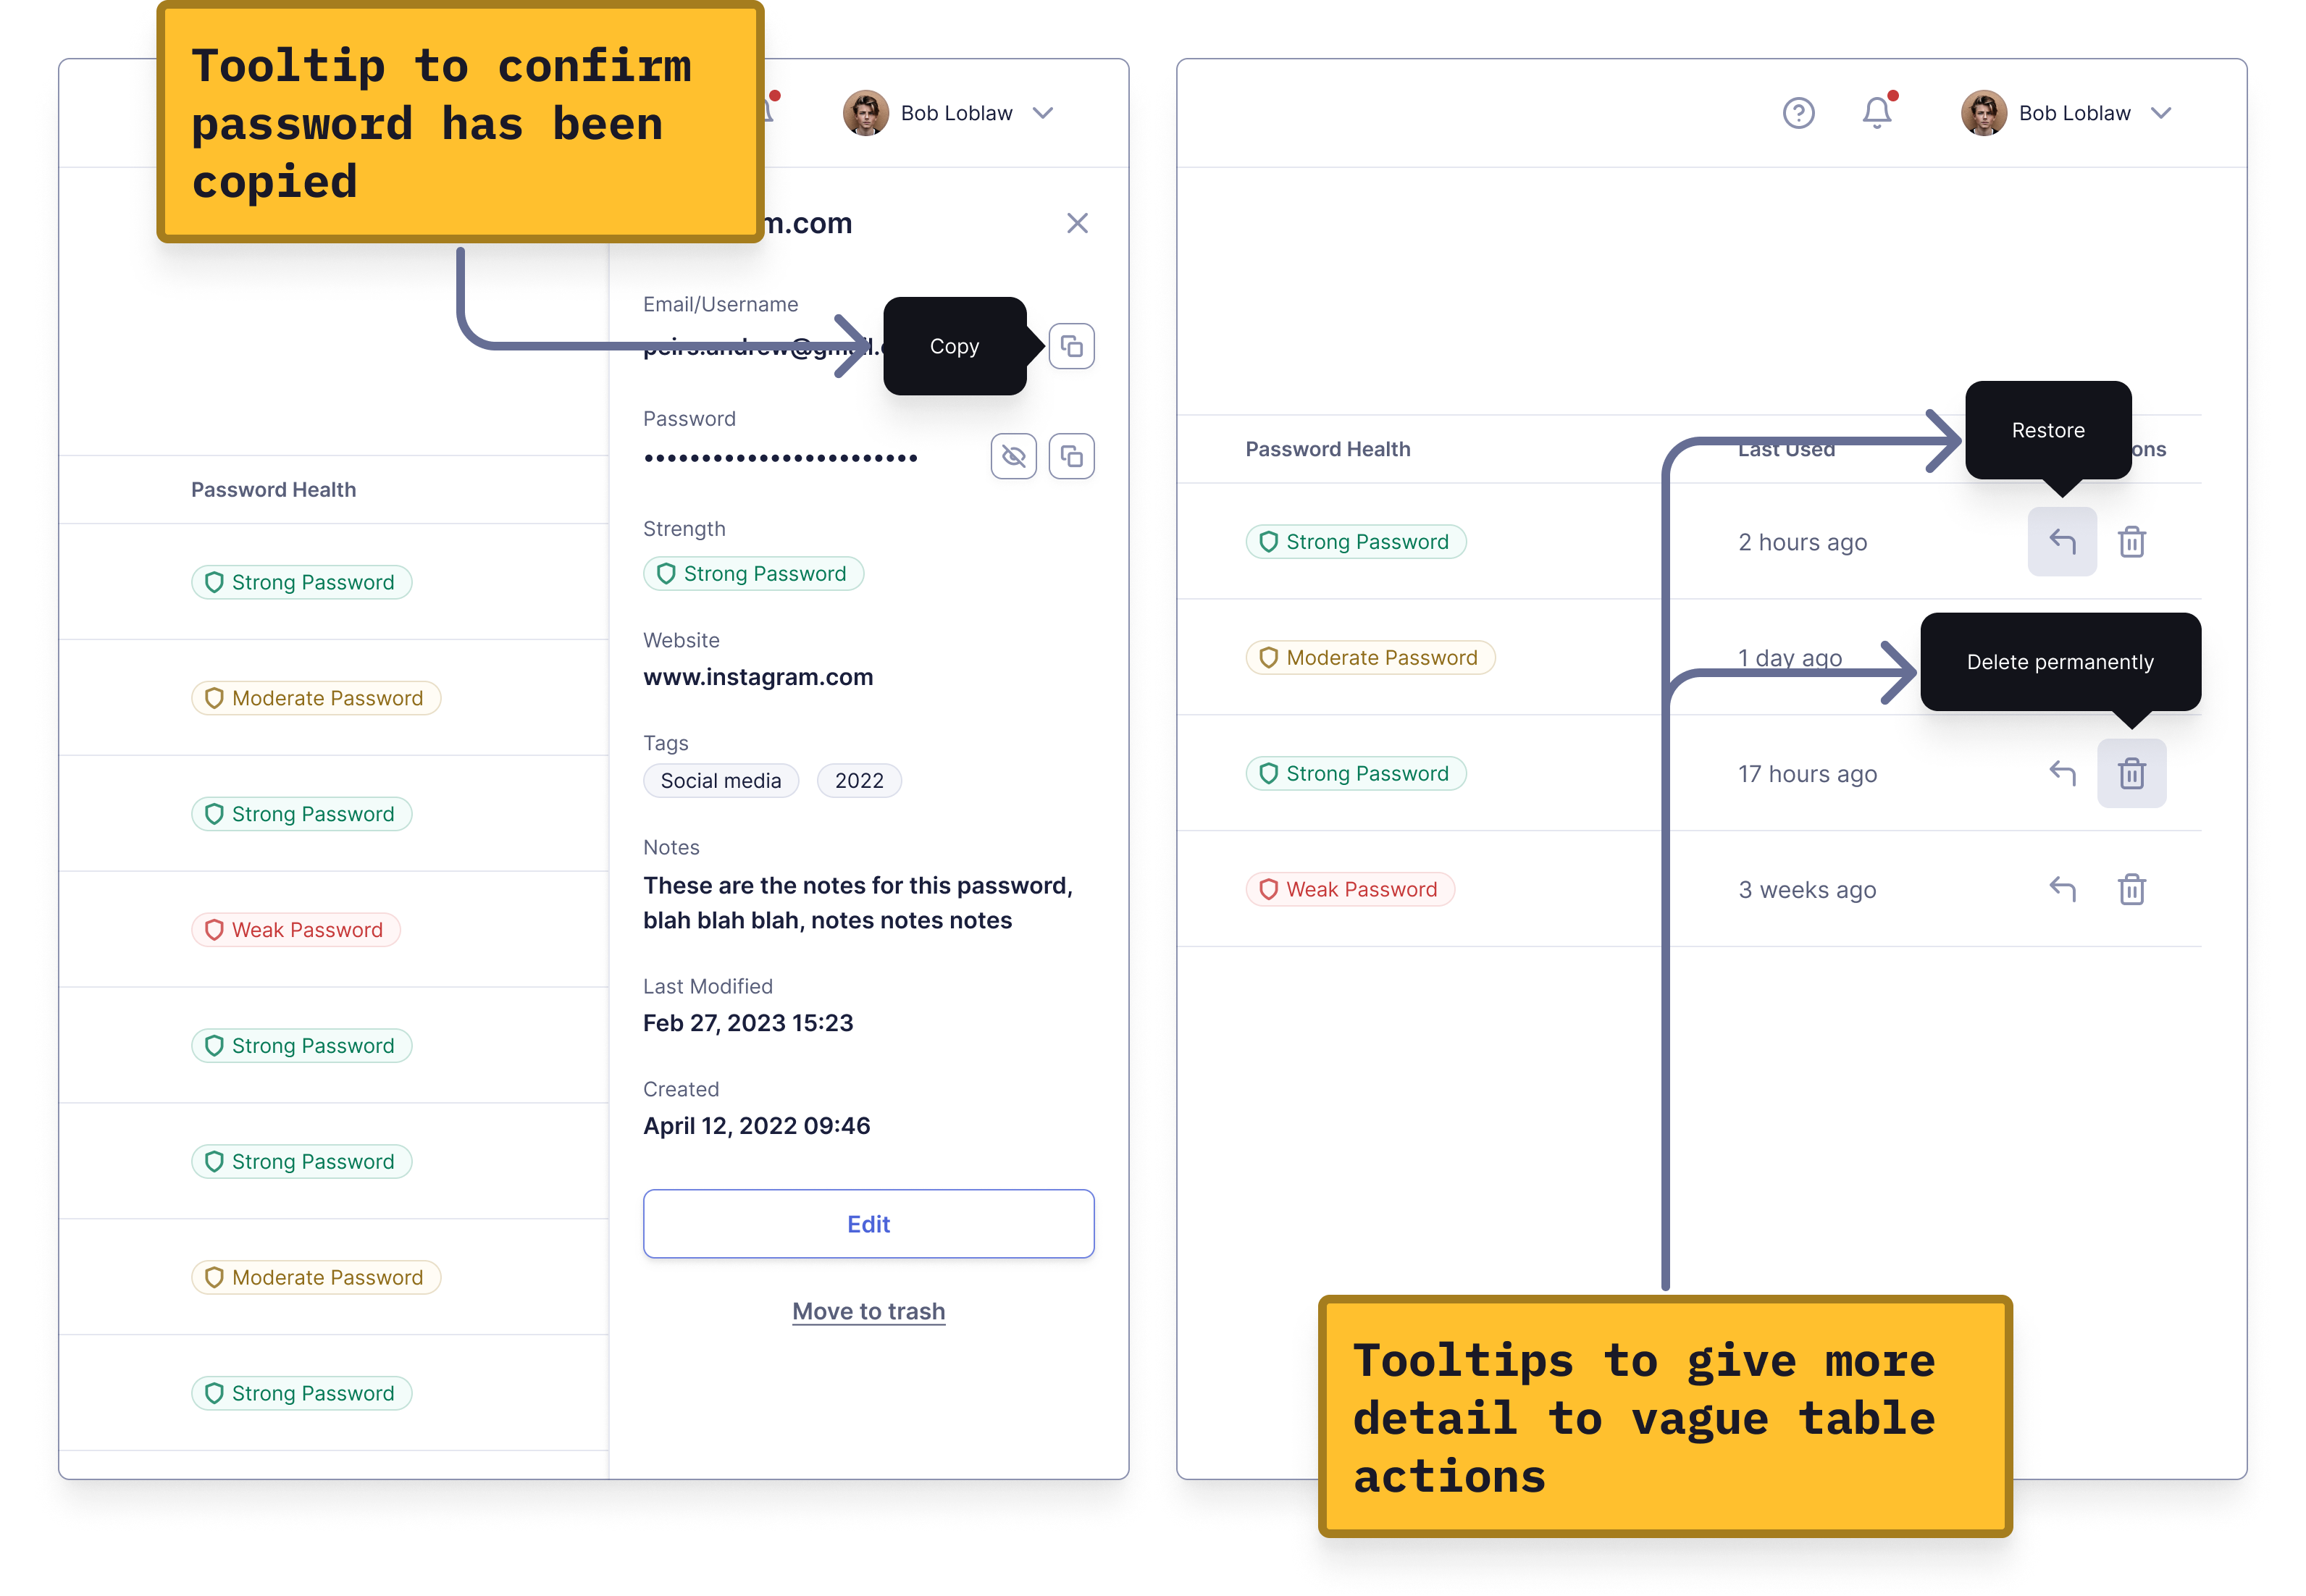 Tooltip to confirm
password has been
copied
Bob Loblaw
m.com
Email/Username
peirs.andrew@gmail.c
Copy
Password
••••••••••••••••••••••••
Password Health
Strong Password
Moderate Password
Strong Password
Weak Password
Strong Password
Strong Password
Moderate Password
Strong Password
Strength
Strong Password
Website
www.instagram.com
Tags
Social media
2022
Notes
These are the notes for this password,
blah blah blah, notes notes notes
Last Modified
Feb 27, 2023 15:23
Created
April 12, 2022 09:46
Edit
Move to trash
Bob Loblaw
Password Health
Last Used
ons
Restore
Strong Password
2 hours ago
Moderate Password
1 day ago
Delete permanently
Strong Password
17 hours ago
Weak Password
3 weeks ago
Tooltips to give more
detail to vague table
actions